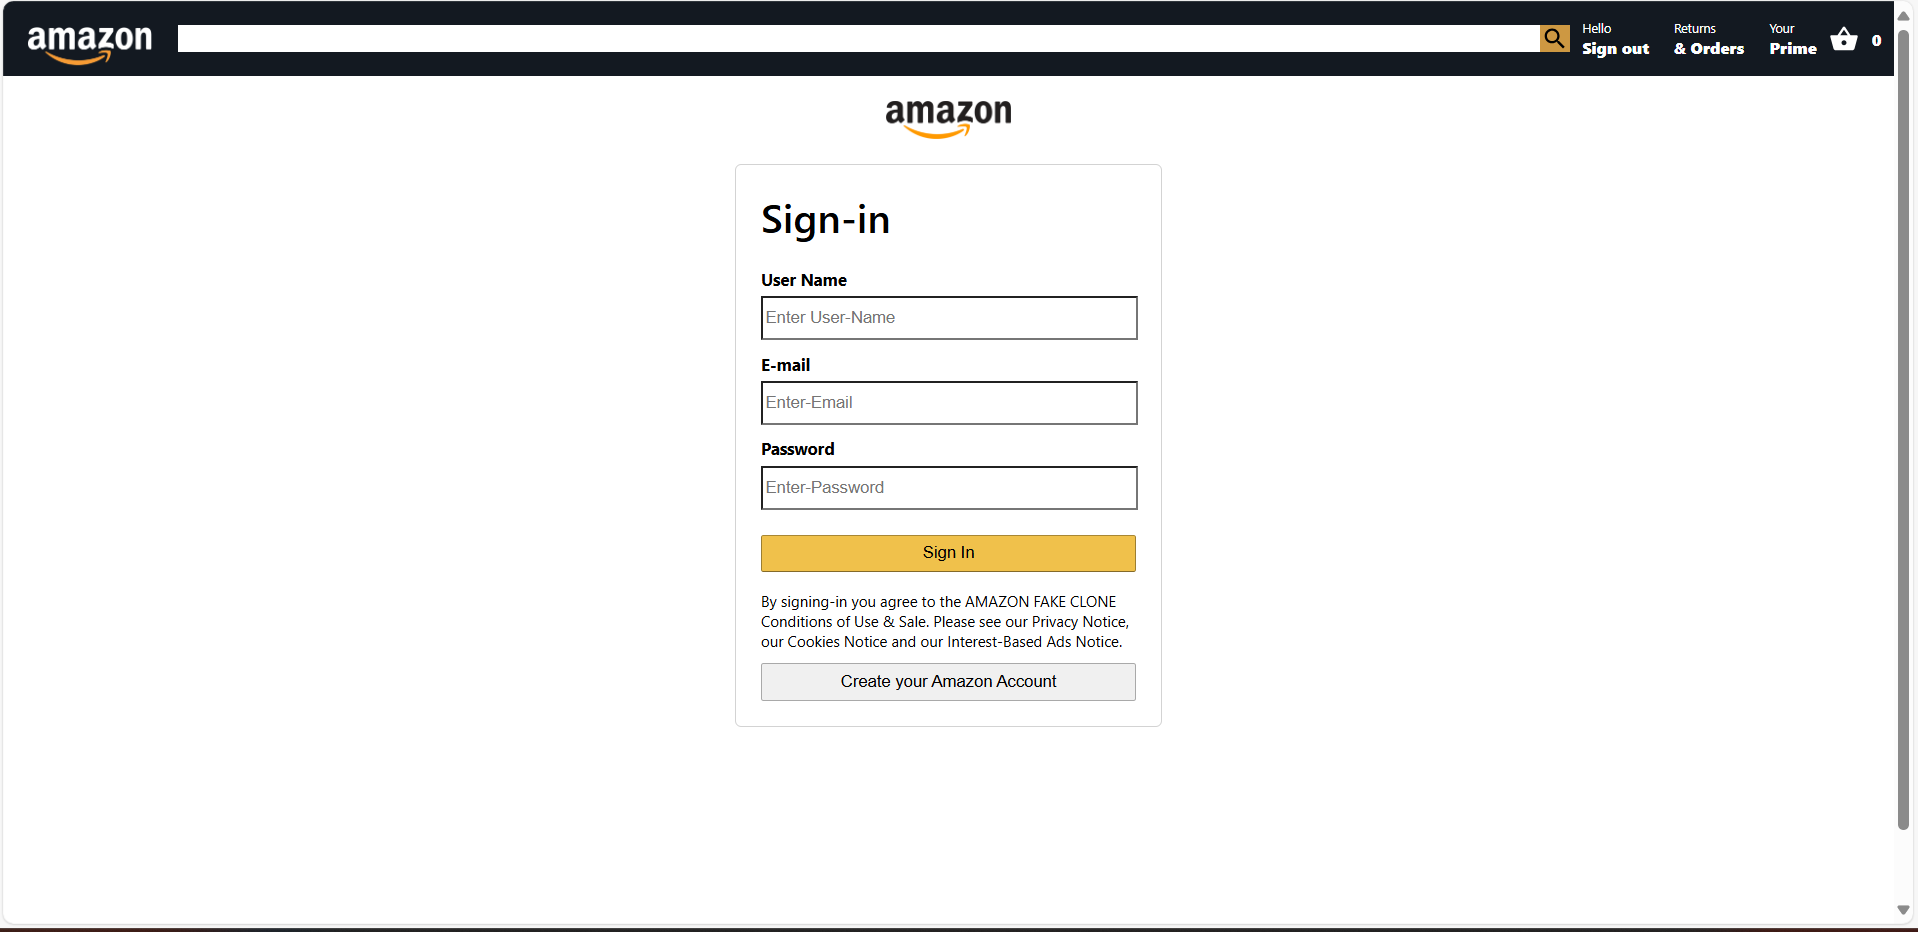 amazon
Hello
Sign out
Returns
& Orders
Your
Prime
0
amazon
Sign-in
User Name
Enter User-Name
E-mail
Enter-Email
Password
Enter-Password
Sign In
By signing-in you agree to the AMAZON FAKE CLONE
Conditions of Use & Sale. Please see our Privacy Notice,
our Cookies Notice and our Interest-Based Ads Notice.
Create your Amazon Account